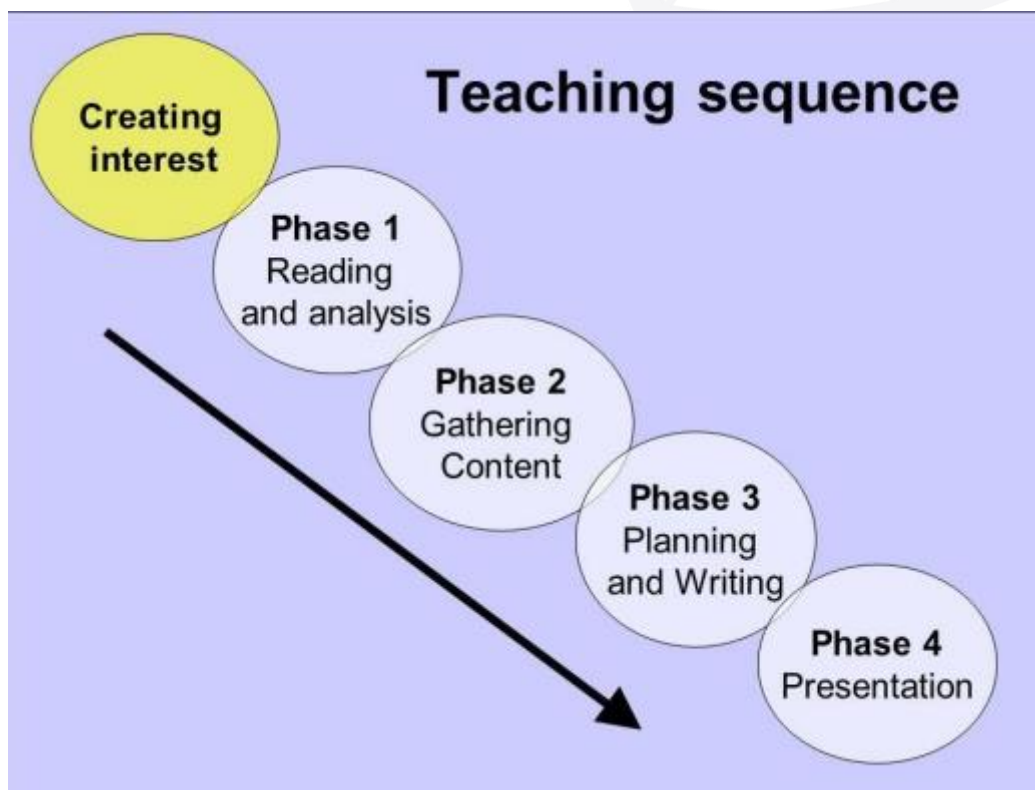 Teaching sequence
Creating
interest
Phase 1
Reading
and analysis
Phase 2
Gathering
Content
Phase 3
Planning
and Writing
Phase 4
Presentation